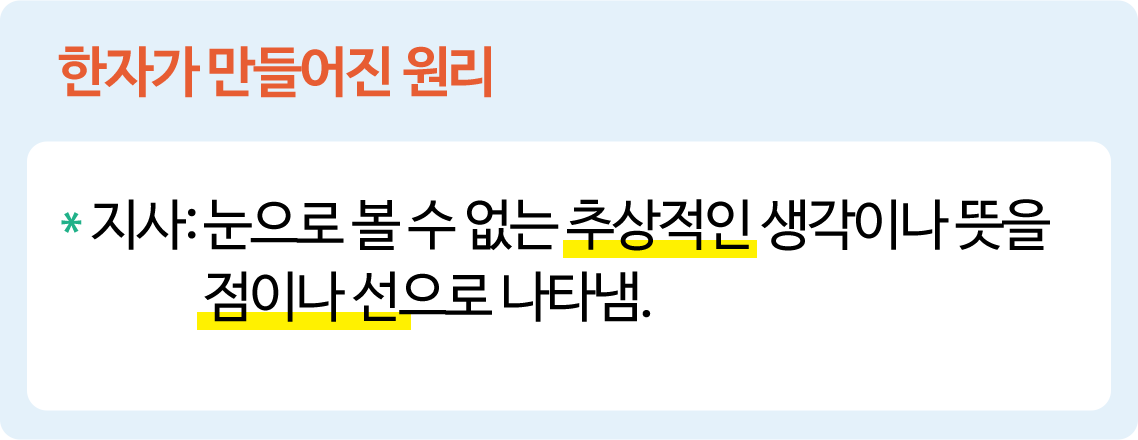 한자가 만들어진 원리
* 지사: 눈으로 볼 수 없는 추상적인 생각이나 뜻을
점이나 선으로 나타냄.